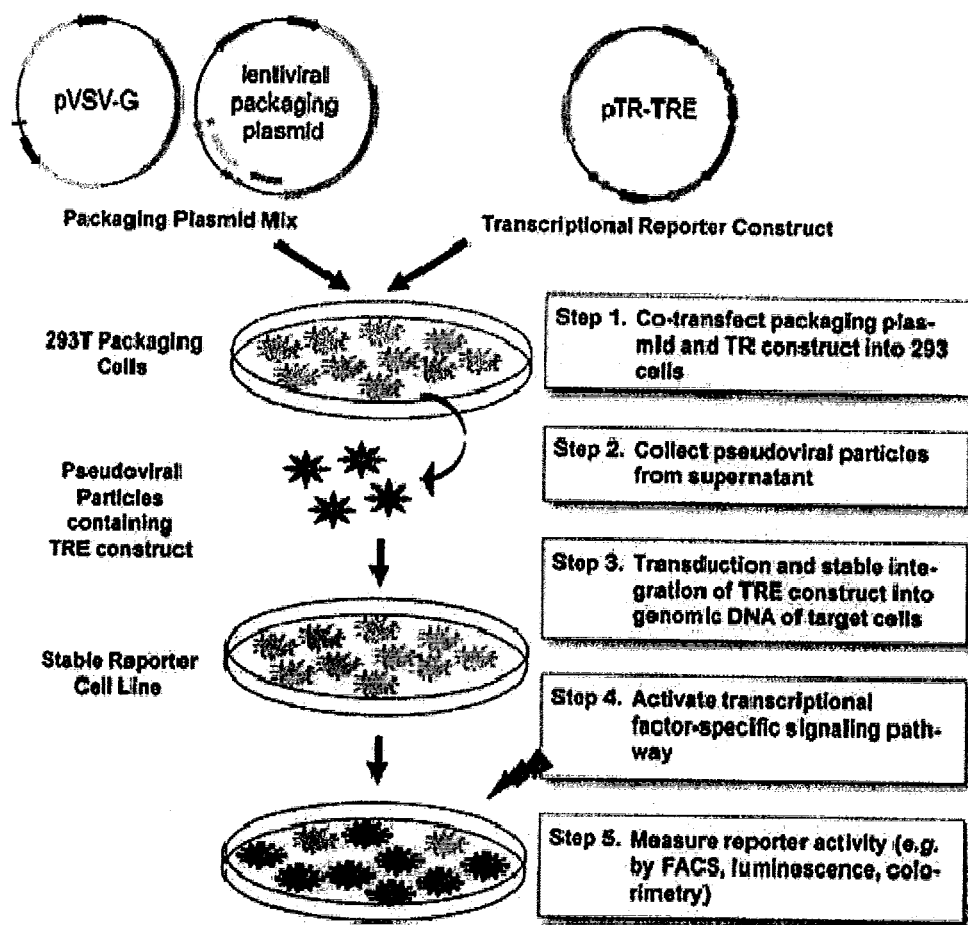 pVSV-G
lentiviral
packaging
plasmid
pTR-TRE
Packaging Plasmid Mix
Transcriptional Reporter Construct
293T Packaging
Cells
Step 1. Co-transfect packaging plas-
mid and TR construct into 293
cells
Pseudoviral
Particles
containing
TRE construct
Step 2. Collect pseudoviral particles
from supernatant
Step 3. Transduction and stable inte-
gration of TRE construct into
genomic DNA of target cells
Stable Reporter
Cell Line
Step 4. Activate transcriptional
factor-specific signaling path-
way
Step 5. Measure reporter activity (e.g.
by FACS, luminescence, colo-
rimetry)